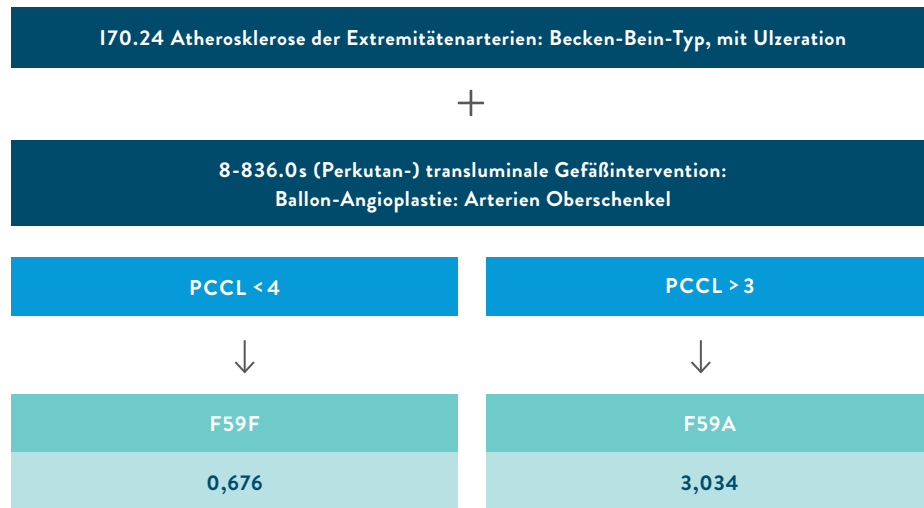 I70.24 Atherosklerose der Extremitätenarterien: Becken-Bein-Typ, mit Ulzeration
+
8-836.0s (Perkutan-) transluminale Gefäßintervention:
Ballon-Angioplastie: Arterien Oberschenkel
PCCL < 4
PCCL > 3
F59F
F59A
0,676
3,034